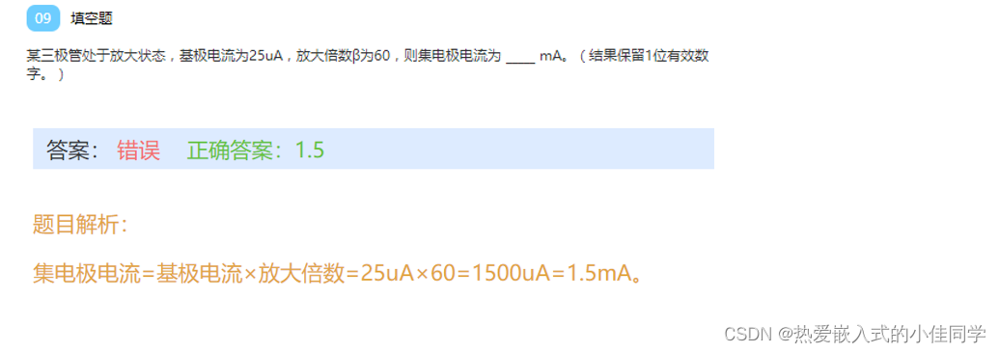 09 填空题
某三极管处于放大状态，基极电流为25uA，放大倍数β为60，则集电极电流为 ____ mA。（结果保留1位有效数
字。）
答案： 错误 正确答案：1.5
题目解析：
集电极电流=基极电流×放大倍数=25uA×60=1500uA=1.5mA。
CSDN @热爱嵌入式的小佳同学